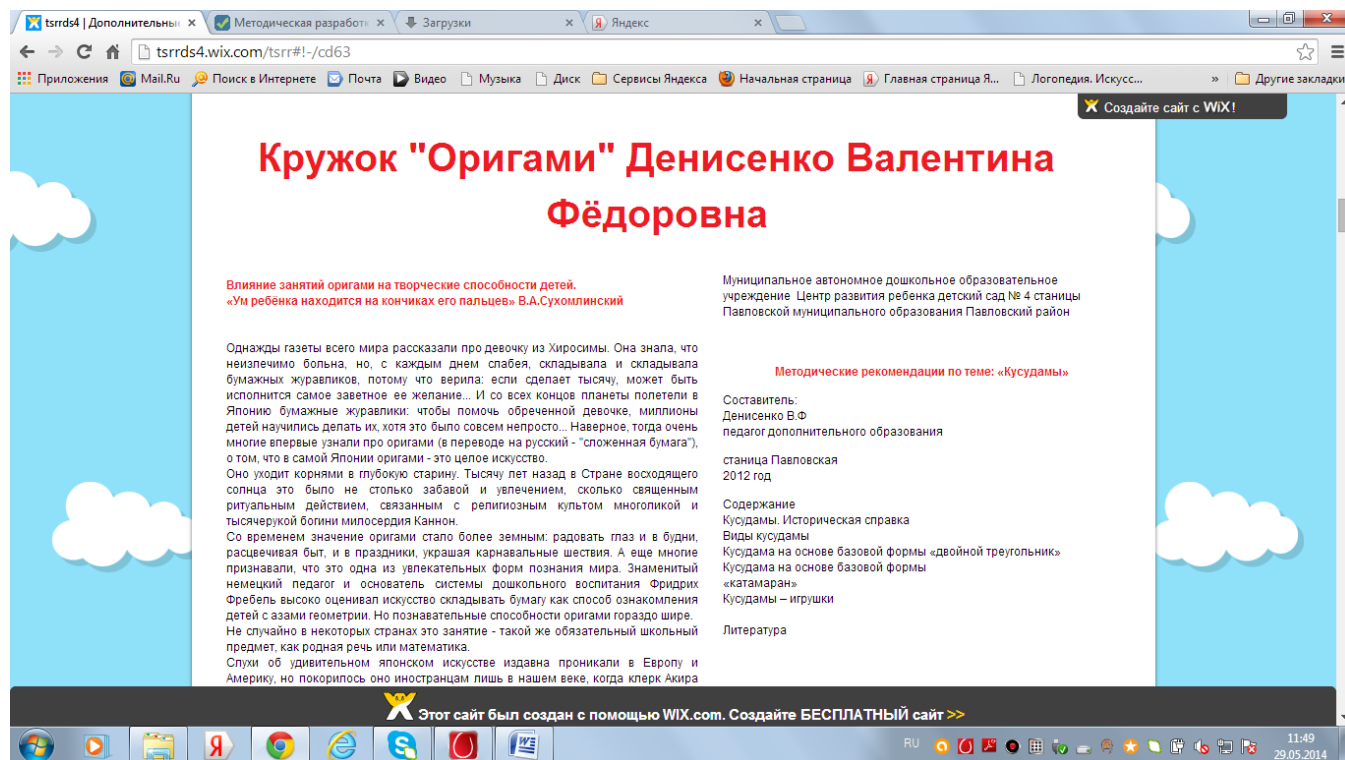 tsrrds4 | Дополнительны
Методическая разработк
Загрузки
Яндекс
tsrrds4.wix.com/tsrr#!-/cd63
Приложения
Mail.Ru
Поиск в Интернете
Почта
Видео
Музыка
Диск
Сервисы Яндекса
Начальная страница
Главная страница Я...
Логопедия. Искусс...
»
Другие закладки
Создайте сайт с WiX!
Кружок "Оригами" Денисенко Валентина
Фёдоровна
Влияние занятий оригами на творческие способности детей.
«Ум ребёнка находится на кончиках его пальцев» В.А.Сухомлинский
Однажды газеты всего мира рассказали про девочку из Хиросимы. Она знала, что
неизлечимо больна, но, с каждым днем слабея, складывала и складывала
бумажных журавликов, потому что верила: если сделает тысячу, может быть
исполнится самое заветное ее желание... И со всех концов планеты полетели в
Японию бумажные журавлики: чтобы помочь обреченной девочке, миллионы
детей научились делать их, хотя это было совсем непросто... Наверное, тогда очень
многие впервые узнали про оригами (в переводе на русский - "сложенная бумага"),
о том, что в самой Японии оригами - это целое искусство.
Оно уходит корнями в глубокую старину. Тысячу лет назад в Стране восходящего
солнца это было не столько забавой и увлечением, сколько священным
ритуальным действием, связанным с религиозным культом многоликой и
тысячерукой богини милосердия Каннон.
Со временем значение оригами стало более земным: радовать глаз и в будни,
расцвечивая быт, и в праздники, украшая карнавальные шествия. А еще многие
признавали, что это одна из увлекательных форм познания мира. Знаменитый
немецкий педагог и основатель системы дошкольного воспитания Фридрих
Фребель высоко оценивал искусство складывать бумагу как способ ознакомления
детей с азами геометрии. Но познавательные способности оригами гораздо шире.
Не случайно в некоторых странах это занятие - такой же обязательный школьный
предмет, как родная речь или математика.
Слухи об удивительном японском искусстве издавна проникали в Европу и
Америку, но покорилось оно иностранцам лишь в нашем веке, когда клерк Акира
Муниципальное автономное дошкольное образовательное
учреждение Центр развития ребенка детский сад № 4 станицы
Павловской муниципального образования Павловский район
Методические рекомендации по теме: «Кусудамы»
Составитель:
Денисенко В.Ф
педагог дополнительного образования
станица Павловская
2012 год
Содержание
Кусудамы. Историческая справка
Виды кусудамы
Кусудама на основе базовой формы «двойной треугольник»
Кусудама на основе базовой формы
«катамаран»
Кусудамы – игрушки
Литература
Этот сайт был создан с помощью WIX.com. Создайте БЕСПЛАТНЫЙ сайт >>
RU
11:49
29.05.2014